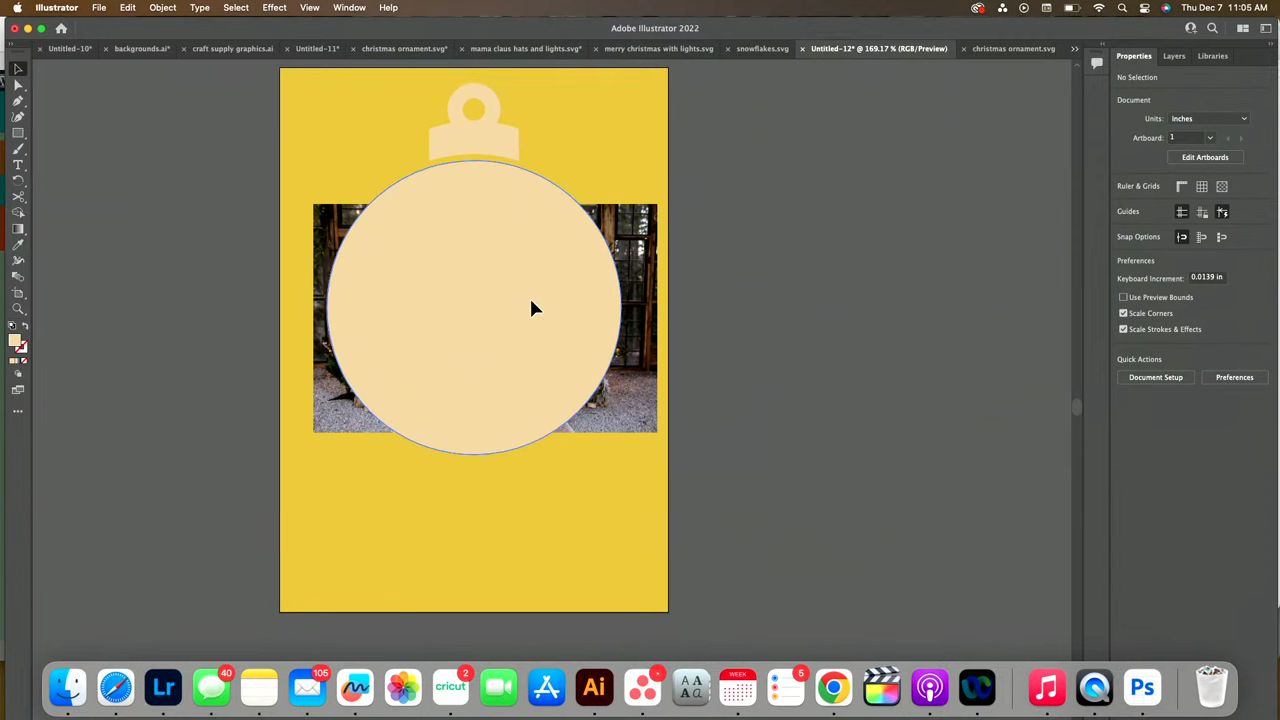 Illustrator File Edit Object Type Select Effect View Window Help
Thu Dec 7 11:05 AM
Adobe Illustrator 2022
Untitled-10* backgrounds.ai* craft supply graphics.ai Untitled-11* christmas ornament.svg* mama claus hats and lights.svg* merry christmas with lights.svg snowflakes.svg Untitled-12* @ 169.17 % (RGB/Preview) christmas ornament.svg
Properties Layers Libraries
No Selection
Document
Units: Inches
Artboard: 1
Edit Artboards
Ruler & Grids
Guides
Snap Options
Preferences
Keyboard Increment: 0.0139 in
Use Preview Bounds
Scale Corners
Scale Strokes & Effects
Quick Actions
Document Setup Preferences
40 105 2 5
Lr cricut Ai WEEK Ps